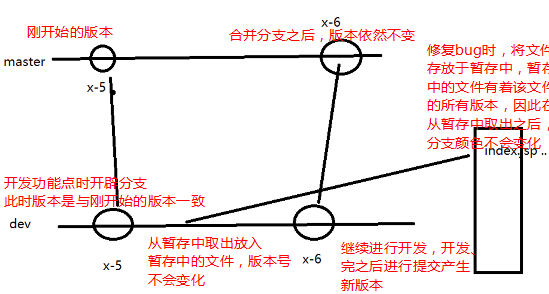 刚开始的版本
x-6
合并分支之后，版本依然不变
master
x-5
修复bug时，将文件
存放于暂存中，暂存
中的文件有着该文件
的所有版本，因此在
从暂存中取出之后，
分支颜色不会变化
index.jsp ..
开发功能点时开辟分支
此时版本是与刚开始的版本一致
dev
从暂存中取出放入
暂存中的文件，版本号
不会变化
x-5
x-6
继续进行开发，开发
完之后进行提交产生
新版本